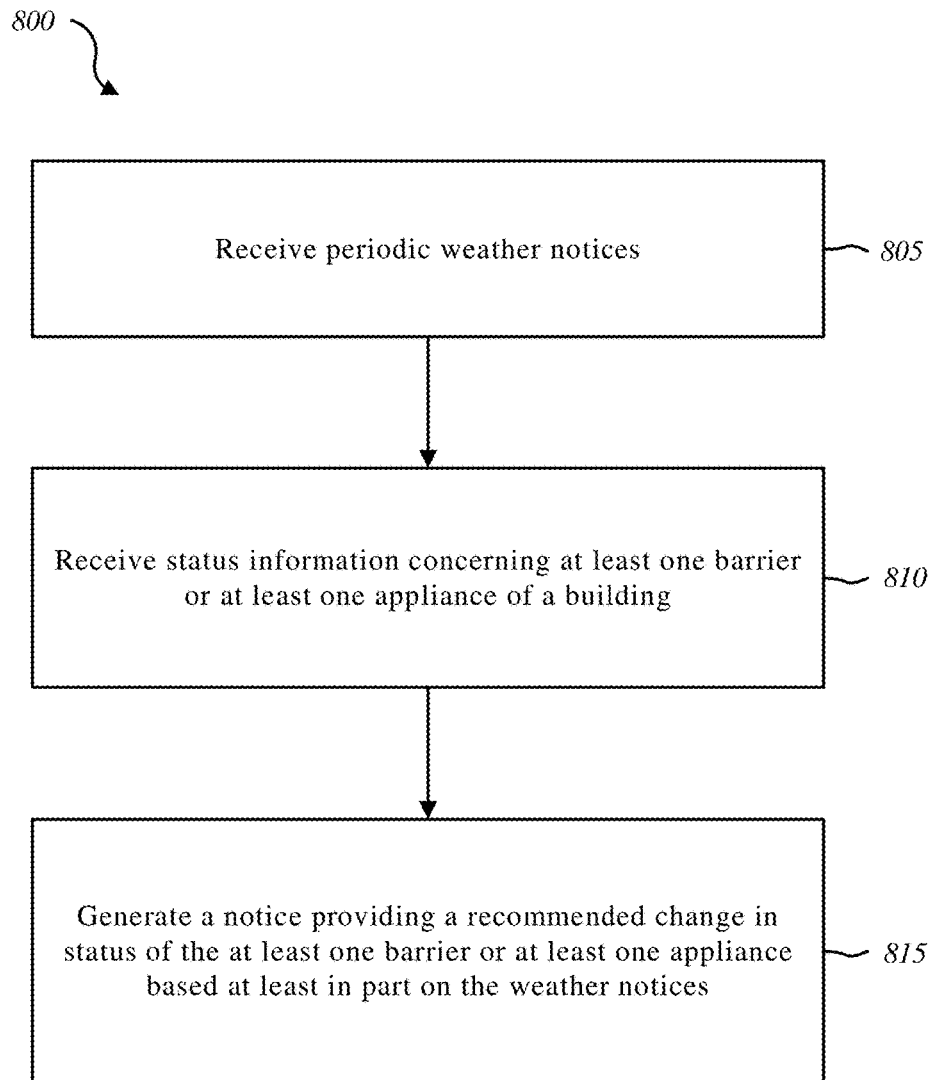 800
Receive periodic weather notices
805
Receive status information concerning at least one barrier
or at least one appliance of a building
810
Generate a notice providing a recommended change in
status of the at least one barrier or at least one appliance
based at least in part on the weather notices
815